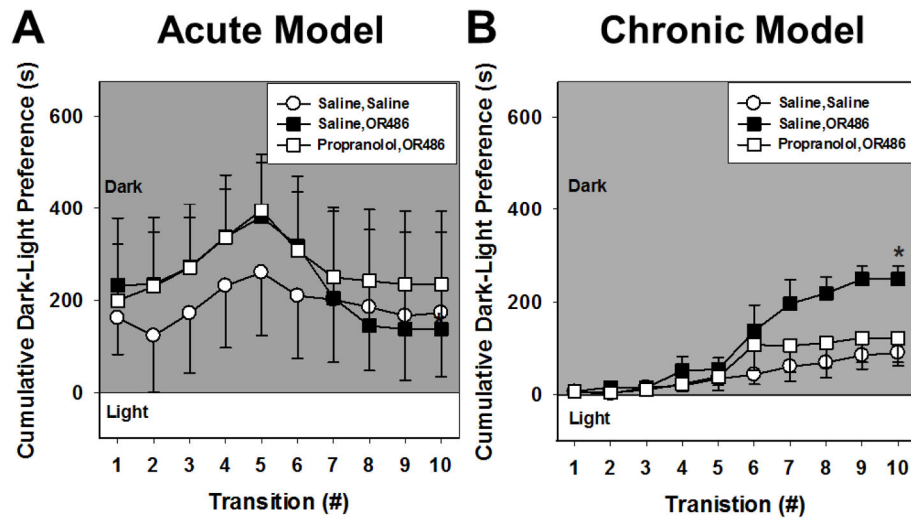 A Acute Model
Cumulative Dark-Light Preference (s)
600
400
200
0
Saline,Saline
Saline,OR486
Propranolol,OR486
Dark
Light
1 2 3 4 5 6 7 8 9 10
Transition (#)
B Chronic Model
Cumulative Dark-Light Preference (s)
600
400
200
0
Saline,Saline
Saline,OR486
Propranolol,OR486
Dark
*
Light
1 2 3 4 5 6 7 8 9 10
Tranistion (#)